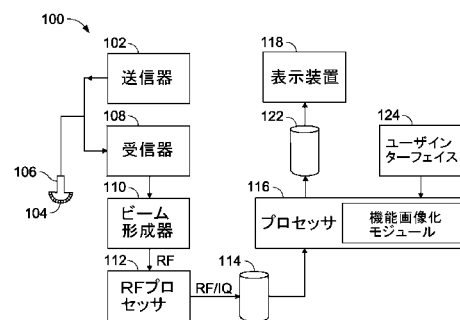 100
102
送信器
108
受信器
106
104
110
ビーム
形成器
RF
112
RFプロ
セッサ
RF/IQ
114
118
表示装置
122
124
ユーザイン
ターフェイス
116
プロセッサ
機能画像化
モジュール